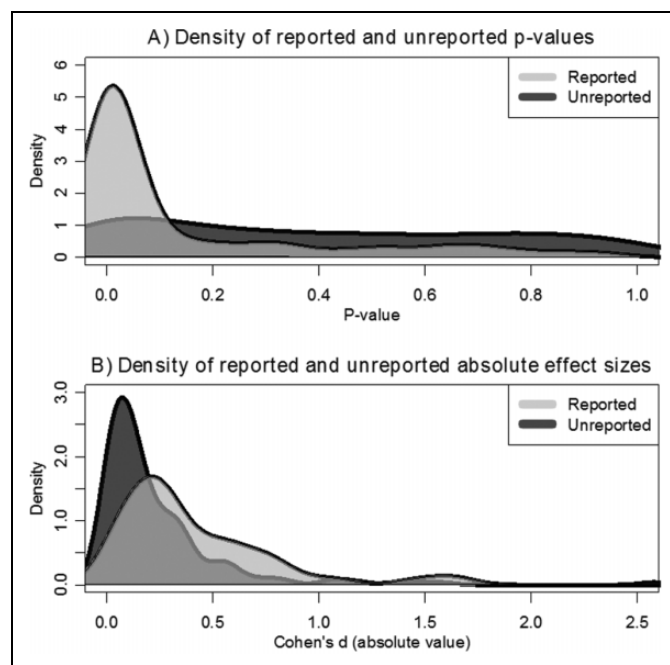 A) Density of reported and unreported p-values
Reported
Unreported
Density
6
5
4
3
2
1
0
0.0 0.2 0.4 0.6 0.8 1.0
P-value
B) Density of reported and unreported absolute effect sizes
Reported
Unreported
Density
3.0
2.0
1.0
0.0
0.0 0.5 1.0 1.5 2.0 2.5
Cohen's d (absolute value)